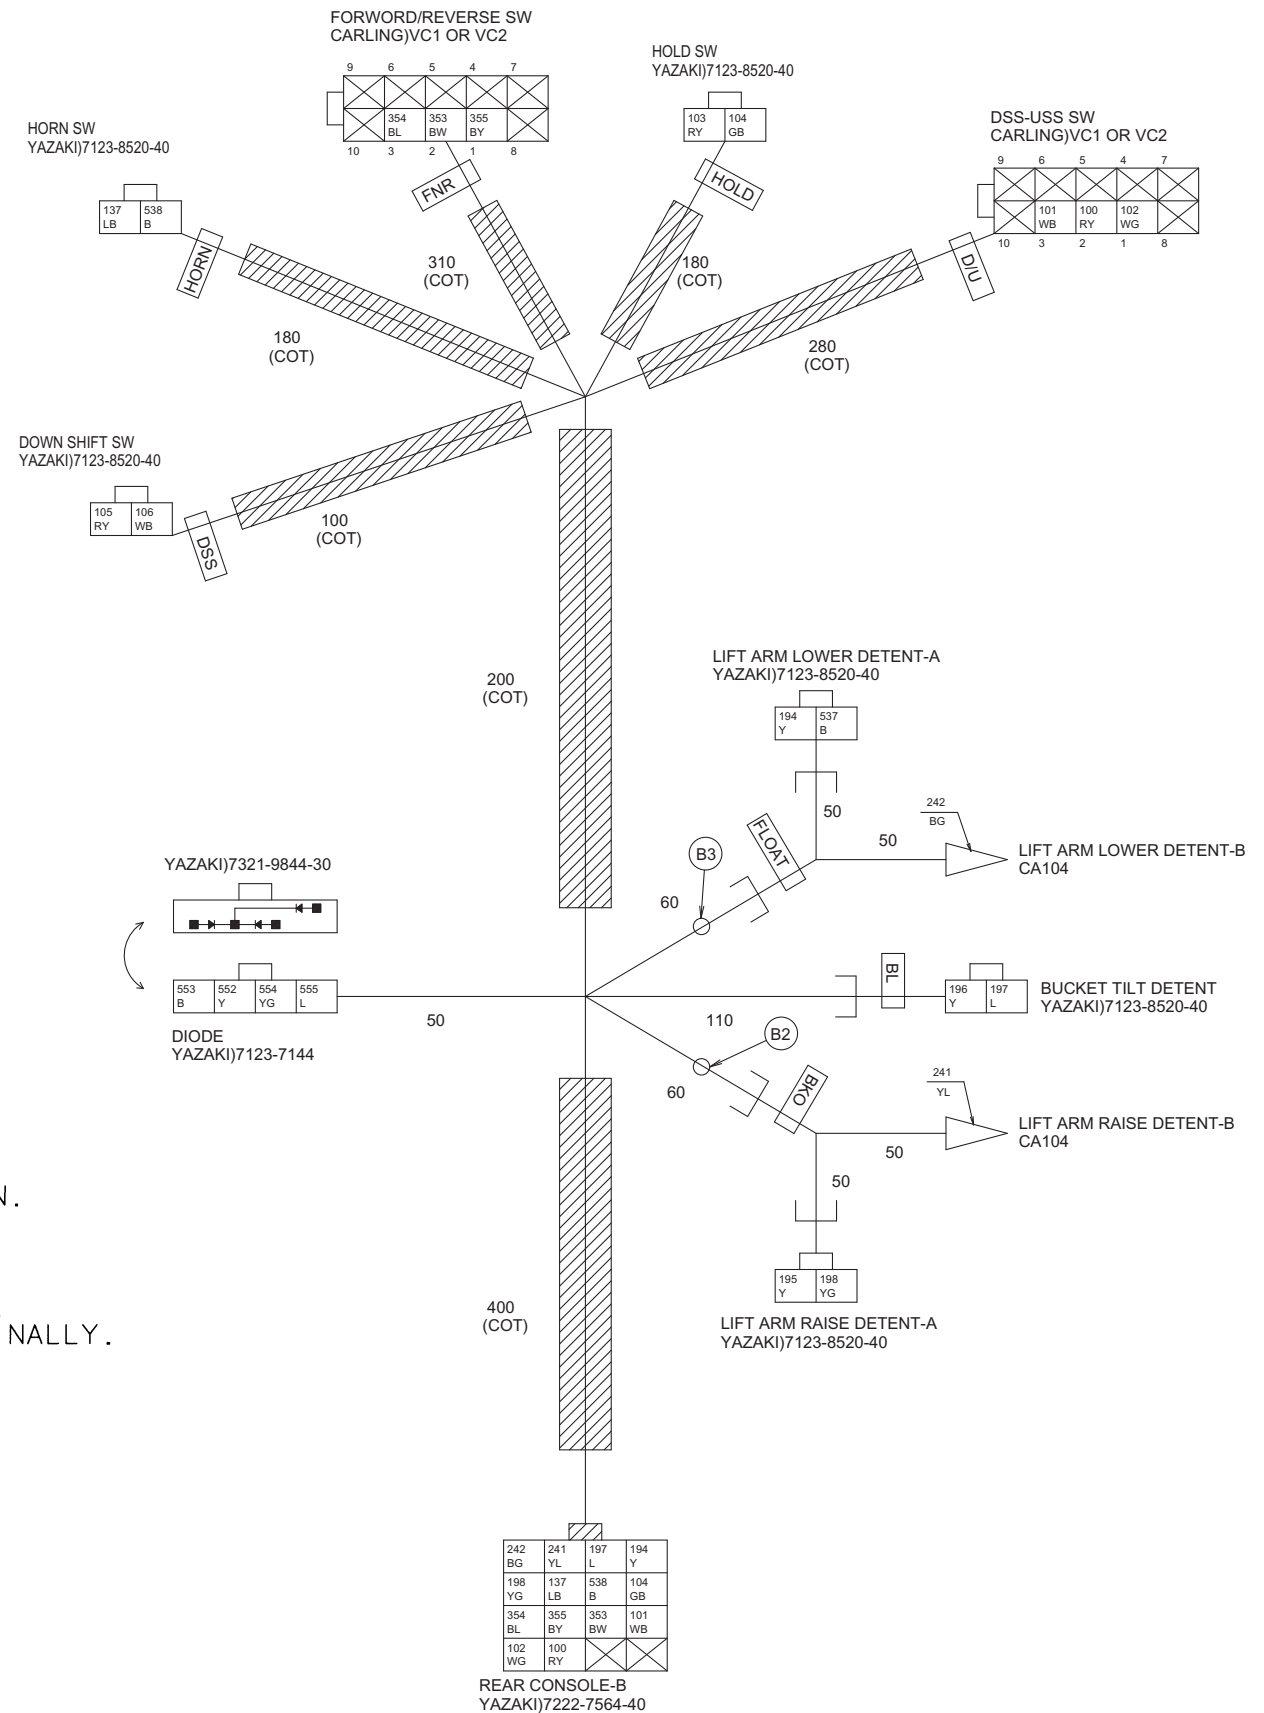 FORWORD/REVERSE SW
CARLING)VC1 OR VC2
9 6 5 4 7
354 353 355
BL BW BY
10 3 2 1 8
FNR
HOLD SW
YAZAKI)7123-8520-40
103 104
RY GB
HOLD
DSS-USS SW
CARLING)VC1 OR VC2
9 6 5 4 7
101 100 102
WB RY WG
10 3 2 1 8
D/U
HORN SW
YAZAKI)7123-8520-40
137 538
LB B
HORN
310
(COT)
180
(COT)
180
(COT)
280
(COT)
DOWN SHIFT SW
YAZAKI)7123-8520-40
105 106
RY WB
DSS
100
(COT)
200
(COT)
LIFT ARM LOWER DETENT-A
YAZAKI)7123-8520-40
194 537
Y B
50
242
BG
50
LIFT ARM LOWER DETENT-B
CA104
FLOAT
B3
60
YAZAKI)7321-9844-30
553 552 554 555
B Y YG L
DIODE
YAZAKI)7123-7144
50
BL
196 197
Y L
BUCKET TILT DETENT
YAZAKI)7123-8520-40
110
B2
60
BKO
241
YL
50
LIFT ARM RAISE DETENT-B
CA104
50
195 198
Y YG
LIFT ARM RAISE DETENT-A
YAZAKI)7123-8520-40
N.
NALLY.
400
(COT)
242 241 197 194
BG YL L Y
198 137 538 104
YG LB B GB
354 355 353 101
BL BY BW WB
102 100
WG RY
REAR CONSOLE-B
YAZAKI)7222-7564-40